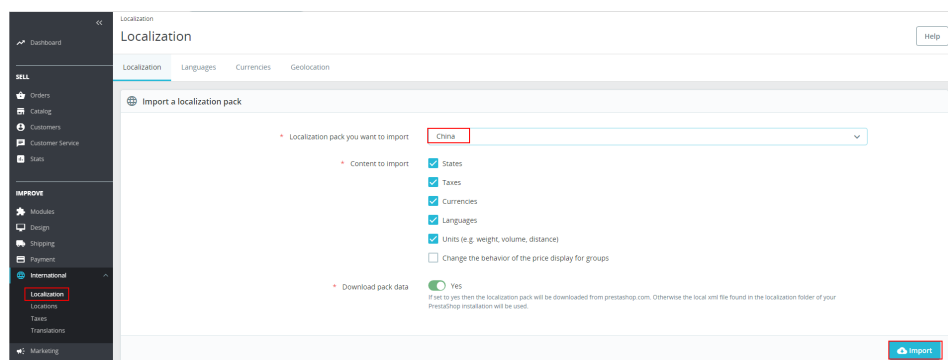 Localization
Localization
Help
Dashboard
Localization Languages Currencies Geolocation
SELL
Orders
Catalog
Customers
Customer Service
Stats
IMPROVE
Modules
Design
Shipping
Payment
International
Localization
Locations
Taxes
Translations
Marketing
Import a localization pack
* Localization pack you want to import China
* Content to import States
Taxes
Currencies
Languages
Units (e.g. weight, volume, distance)
Change the behavior of the price display for groups
* Download pack data Yes
If set to yes then the localization pack will be downloaded from prestashop.com. Otherwise the local xml file found in the localization folder of your
PrestaShop installation will be used.
Import